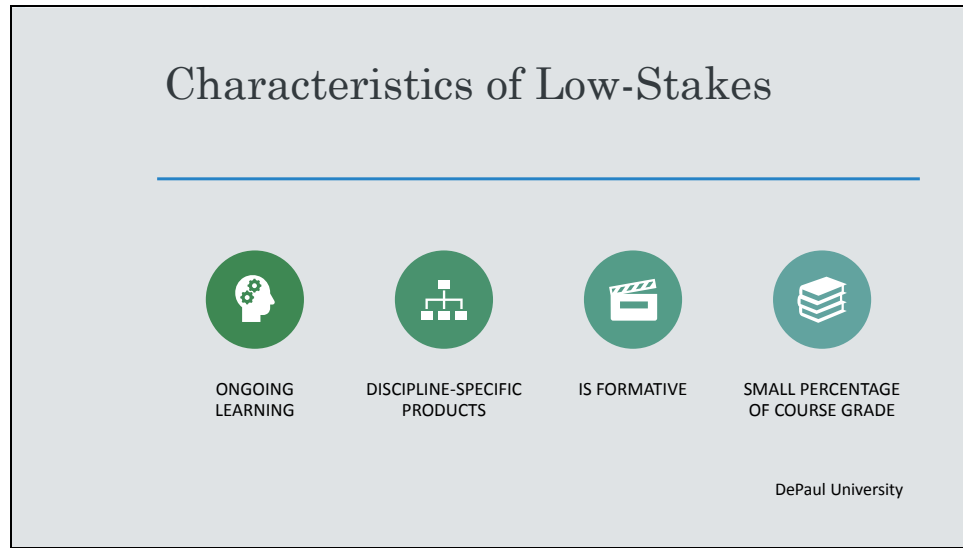 Characteristics of Low-Stakes
ONGOING
LEARNING
DISCIPLINE-SPECIFIC
PRODUCTS
IS FORMATIVE
SMALL PERCENTAGE
OF COURSE GRADE
DePaul University